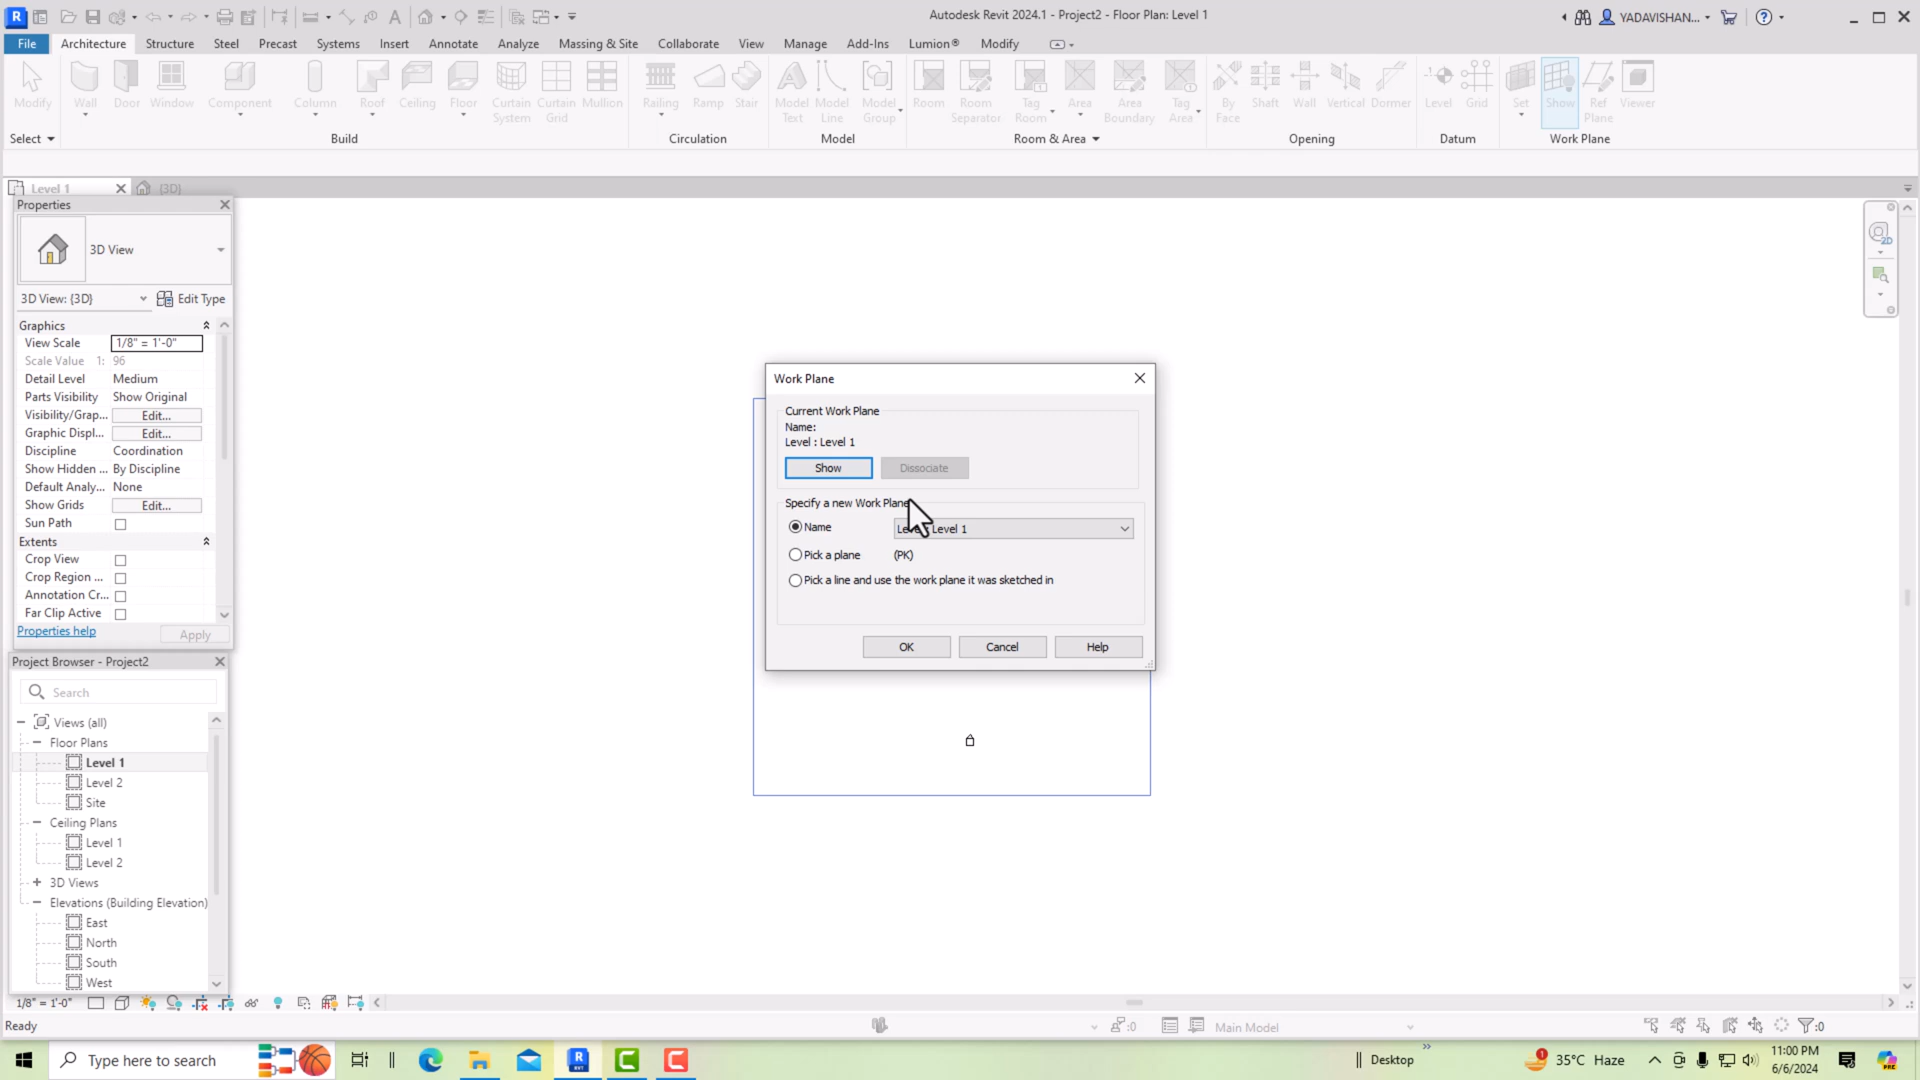 Autodesk Revit 2024.1 - Project2 - Floor Plan: Level 1
YADAVISHAN...
File Architecture Structure Steel Precast Systems Insert Annotate Analyze Massing & Site Collaborate View Manage Add-Ins Lumion® Modify
Modify Wall Door Window Component Column Roof Ceiling Floor Curtain System Curtain Grid Mullion Railing Ramp Stair Model Text Model Line Model Group Room Room Separator Tag Room Area Area Boundary Tag Area By Face Shaft Wall Vertical Dormer Level Grid Set Show Ref Plane Viewer
Select Build Circulation Model Room & Area Opening Datum Work Plane
Level 1 {3D}
Properties
3D View
3D View: {3D} Edit Type
Graphics
View Scale 1/8" = 1'-0"
Scale Value 1: 96
Detail Level Medium
Parts Visibility Show Original
Visibility/Grap... Edit...
Graphic Displ... Edit...
Discipline Coordination
Show Hidden ... By Discipline
Default Analy... None
Show Grids Edit...
Sun Path
Extents
Crop View
Crop Region ...
Annotation Cr...
Far Clip Active
Properties help Apply
Project Browser - Project2
Search
Views (all)
Floor Plans
Level 1
Level 2
Site
Ceiling Plans
Level 1
Level 2
3D Views
Elevations (Building Elevation)
East
North
South
West
Work Plane
Current Work Plane
Name:
Level : Level 1
Show Dissociate
Specify a new Work Plane
Name Level 1
Pick a plane (PK)
Pick a line and use the work plane it was sketched in
OK Cancel Help
2D
1/8" = 1'-0"
Ready :0 Main Model :0
Type here to search Desktop 35°C Haze 11:00 PM
6/6/2024